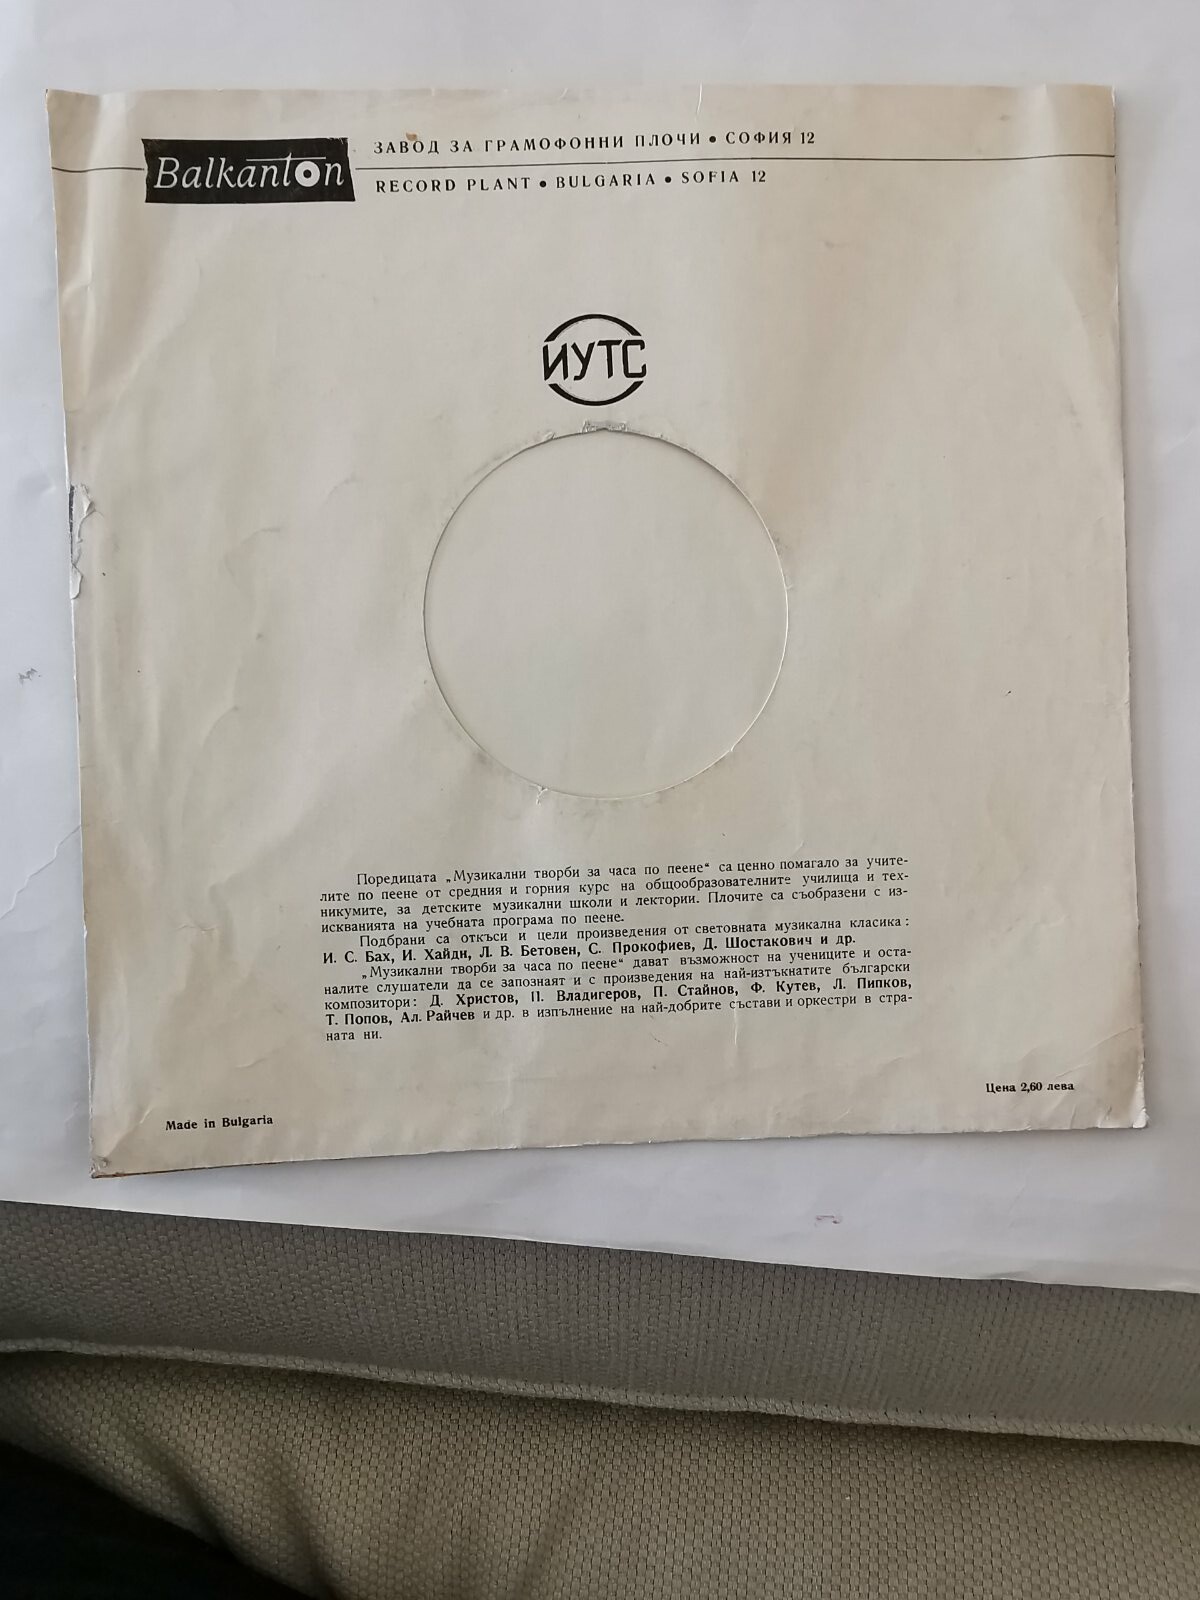 Balkanton
ЗАВОД ЗА ГРАМОФОННИ ПЛОЧИ • СОФИЯ 12
RECORD PLANT • BULGARIA • SOFIA 12
ИУТС
Поредицата „Музикални творби за часа по пеене“ са ценно помагало за учите-
лите по пеене от средния и горния курс на общообразователните училища и тех-
никумите, за детските музикални школи и лектории. Плочите са съобразени с из-
искванията на учебната програма по пеене.
Подбрани са откъси и цели произведения от световната музикална класика:
И. С. Бах, И. Хайдн, Л. В. Бетовен, С. Прокофиев, Д. Шостакович и др.
„Музикални творби за часа по пеене“ дават възможност на учениците и оста-
налите слушатели да се запознаят и с произведения на най-изтъкнатите български
композитори: Д. Христов, П. Владигеров, П. Стайнов, Ф. Кутев, Л. Пипков,
Т. Попов, Ал. Райчев и др. в изпълнение на най-добрите състави и оркестри в стра-
ната ни.
Цена 2,60 лева
Made in Bulgaria